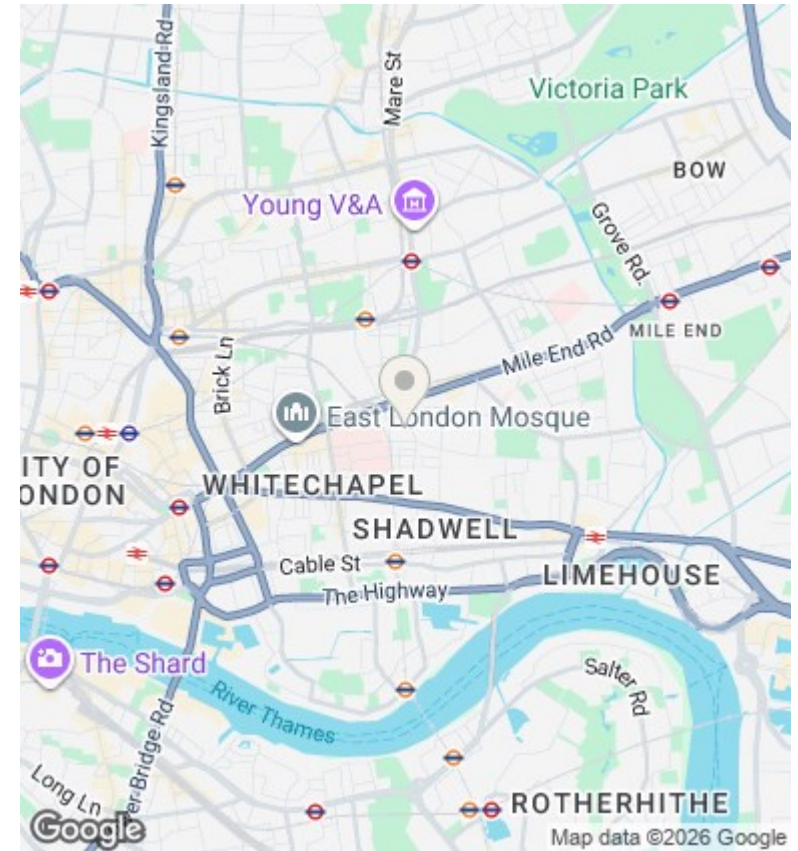 Kingsland Rd
Mare St
Victoria Park
BOW
Young V&A
Grove Rd.
MILE END
Mile End Rd
Brick Ln
East London Mosque
ITY OF
ONDON
WHITECHAPEL
SHADWELL
Cable St
LIMEHOUSE
The Highway
The Shard
River Thames
Salter Rd
er Bridge Rd
Long Ln
ROTHERHITHE
Google
Map data ©2026 Google